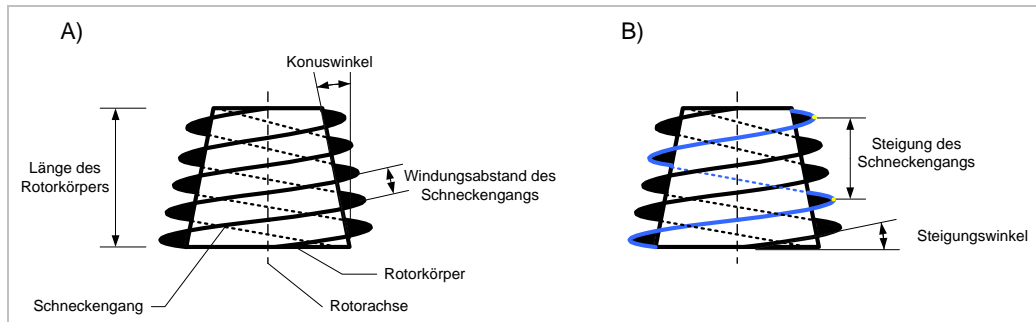 A)
Konuswinkel
Länge des
Rotorkörpers
Windungsabstand des
Schneckengangs
Rotorkörper
Schneckengang
Rotorachse
B)
Steigung des
Schneckengangs
Steigungswinkel